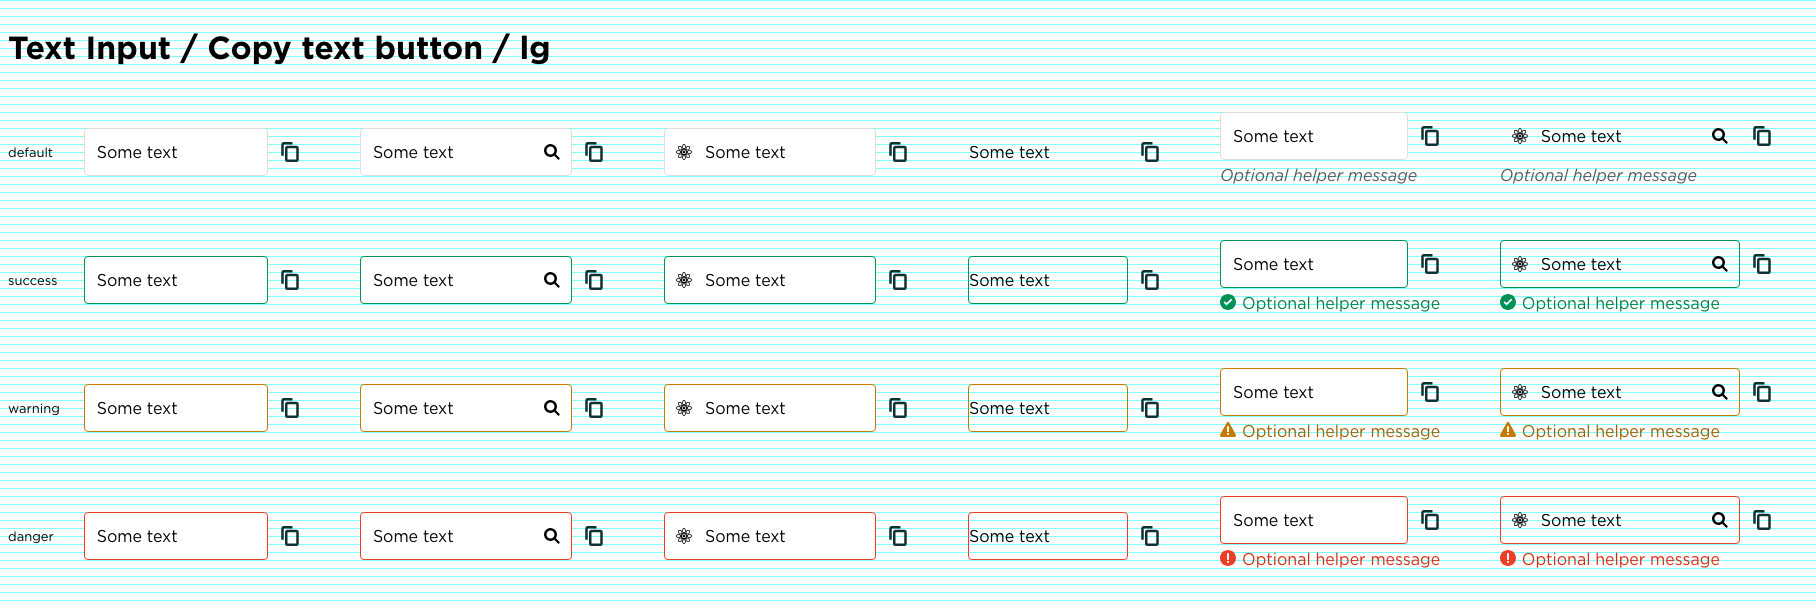 Text Input / Copy text button / lg
default Some text Some text Some text Some text Some text Some text
Optional helper message Optional helper message
success Some text Some text Some text Some text Some text Some text
Optional helper message Optional helper message
warning Some text Some text Some text Some text Some text Some text
Optional helper message Optional helper message
danger Some text Some text Some text Some text Some text Some text
Optional helper message Optional helper message